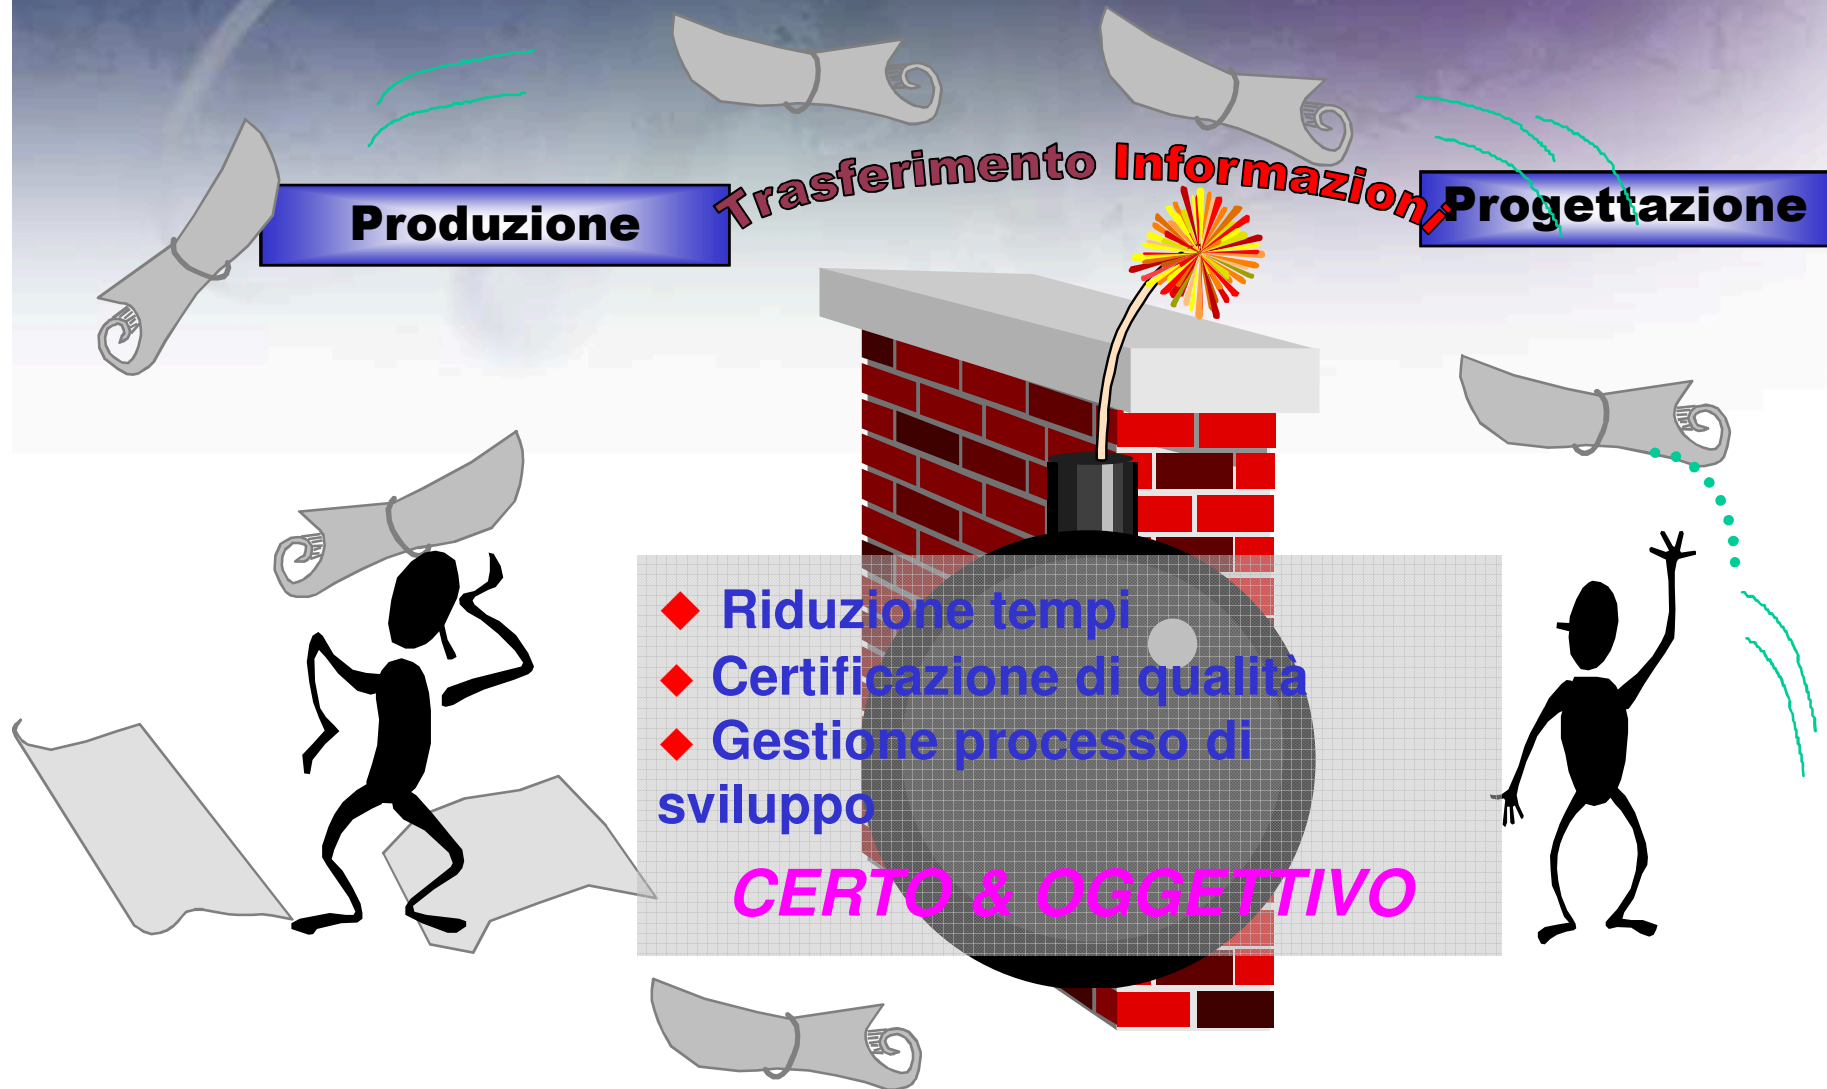 Produzione
Trasferimento Informazioni
Progettazione
Riduzione tempi
Certificazione di qualità
Gestione processo di
sviluppo
CERTO & OGGETTIVO